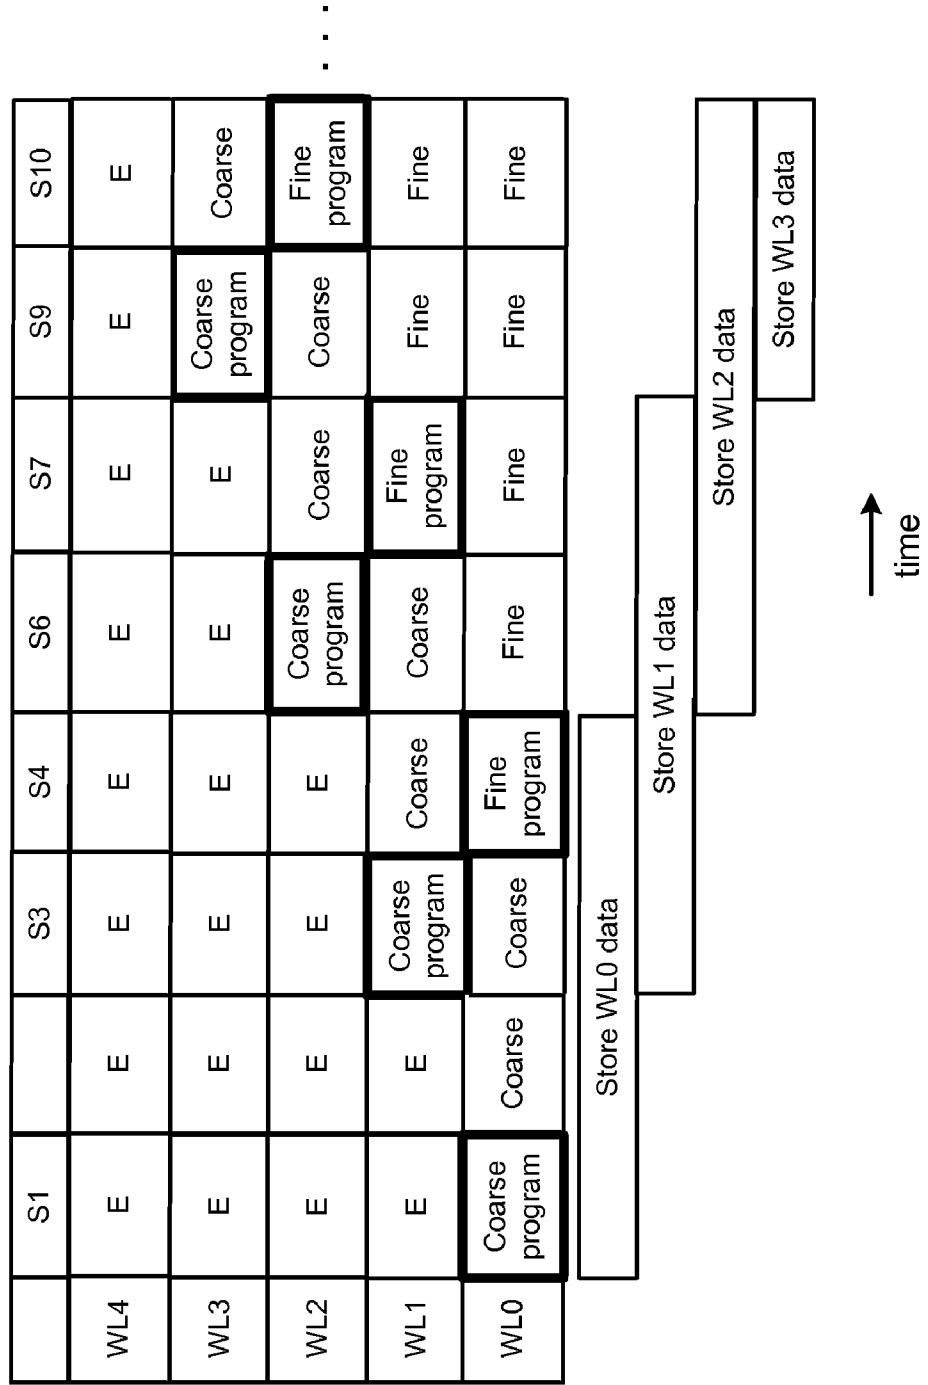 S1 S3 S4 S6 S7 S9 S10
WL4 E E E E E E E E
WL3 E E E E E E Coarse program Coarse
WL2 E E E E Coarse program Coarse Coarse Fine program
WL1 E E Coarse program Coarse Coarse Fine program Fine Fine
WL0 Coarse program Coarse Coarse Fine program Fine Fine Fine Fine
. . .
Store WL0 data
Store WL1 data
Store WL2 data
Store WL3 data
time